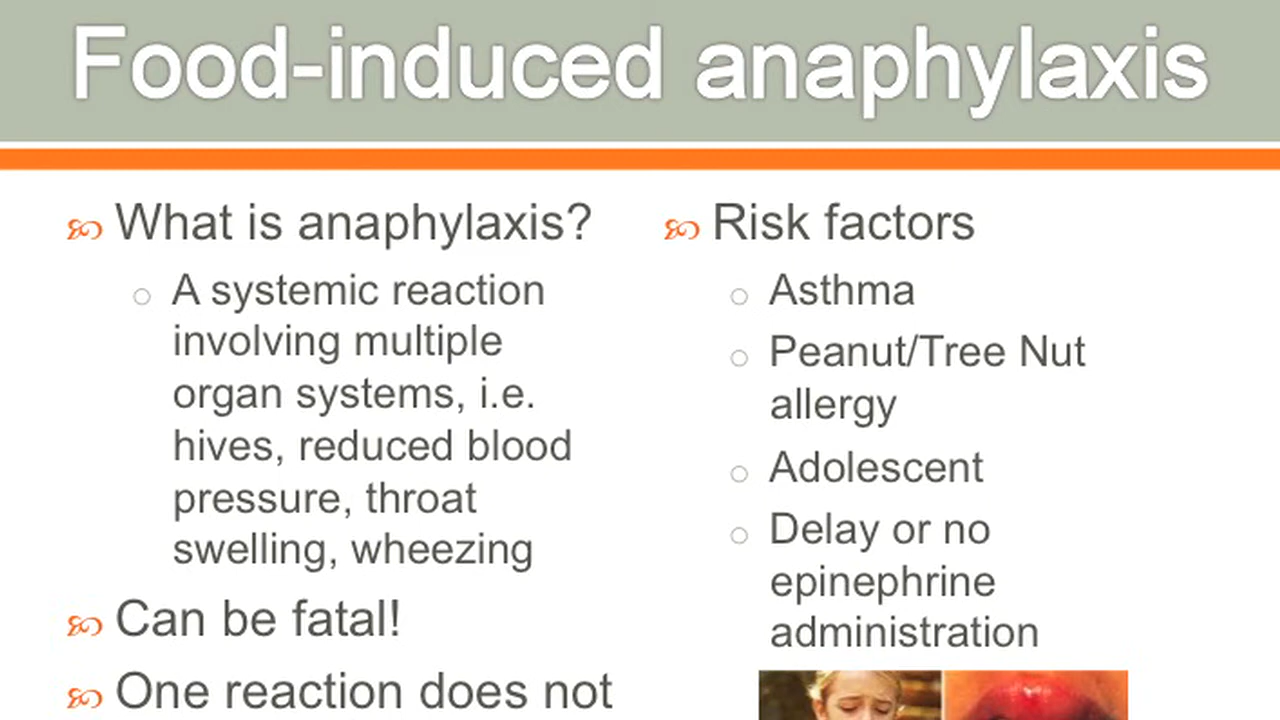 Food-induced anaphylaxis
What is anaphylaxis?
A systemic reaction
involving multiple
organ systems, i.e.
hives, reduced blood
pressure, throat
swelling, wheezing
Can be fatal!
One reaction does not
Risk factors
Asthma
Peanut/Tree Nut
allergy
Adolescent
Delay or no
epinephrine
administration